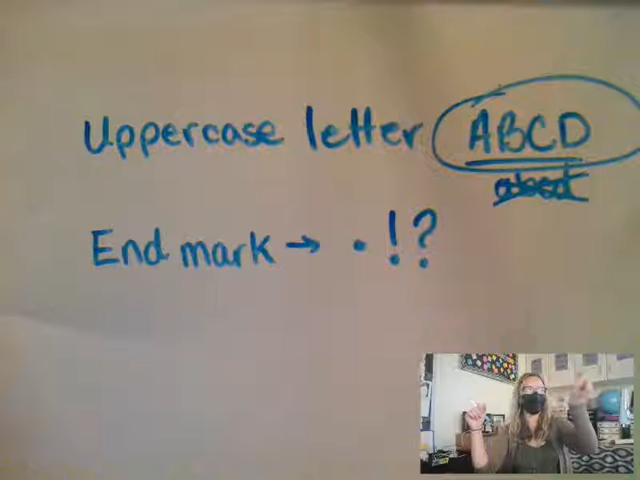 Uppercase letter ABCD
End mark → . ! ?